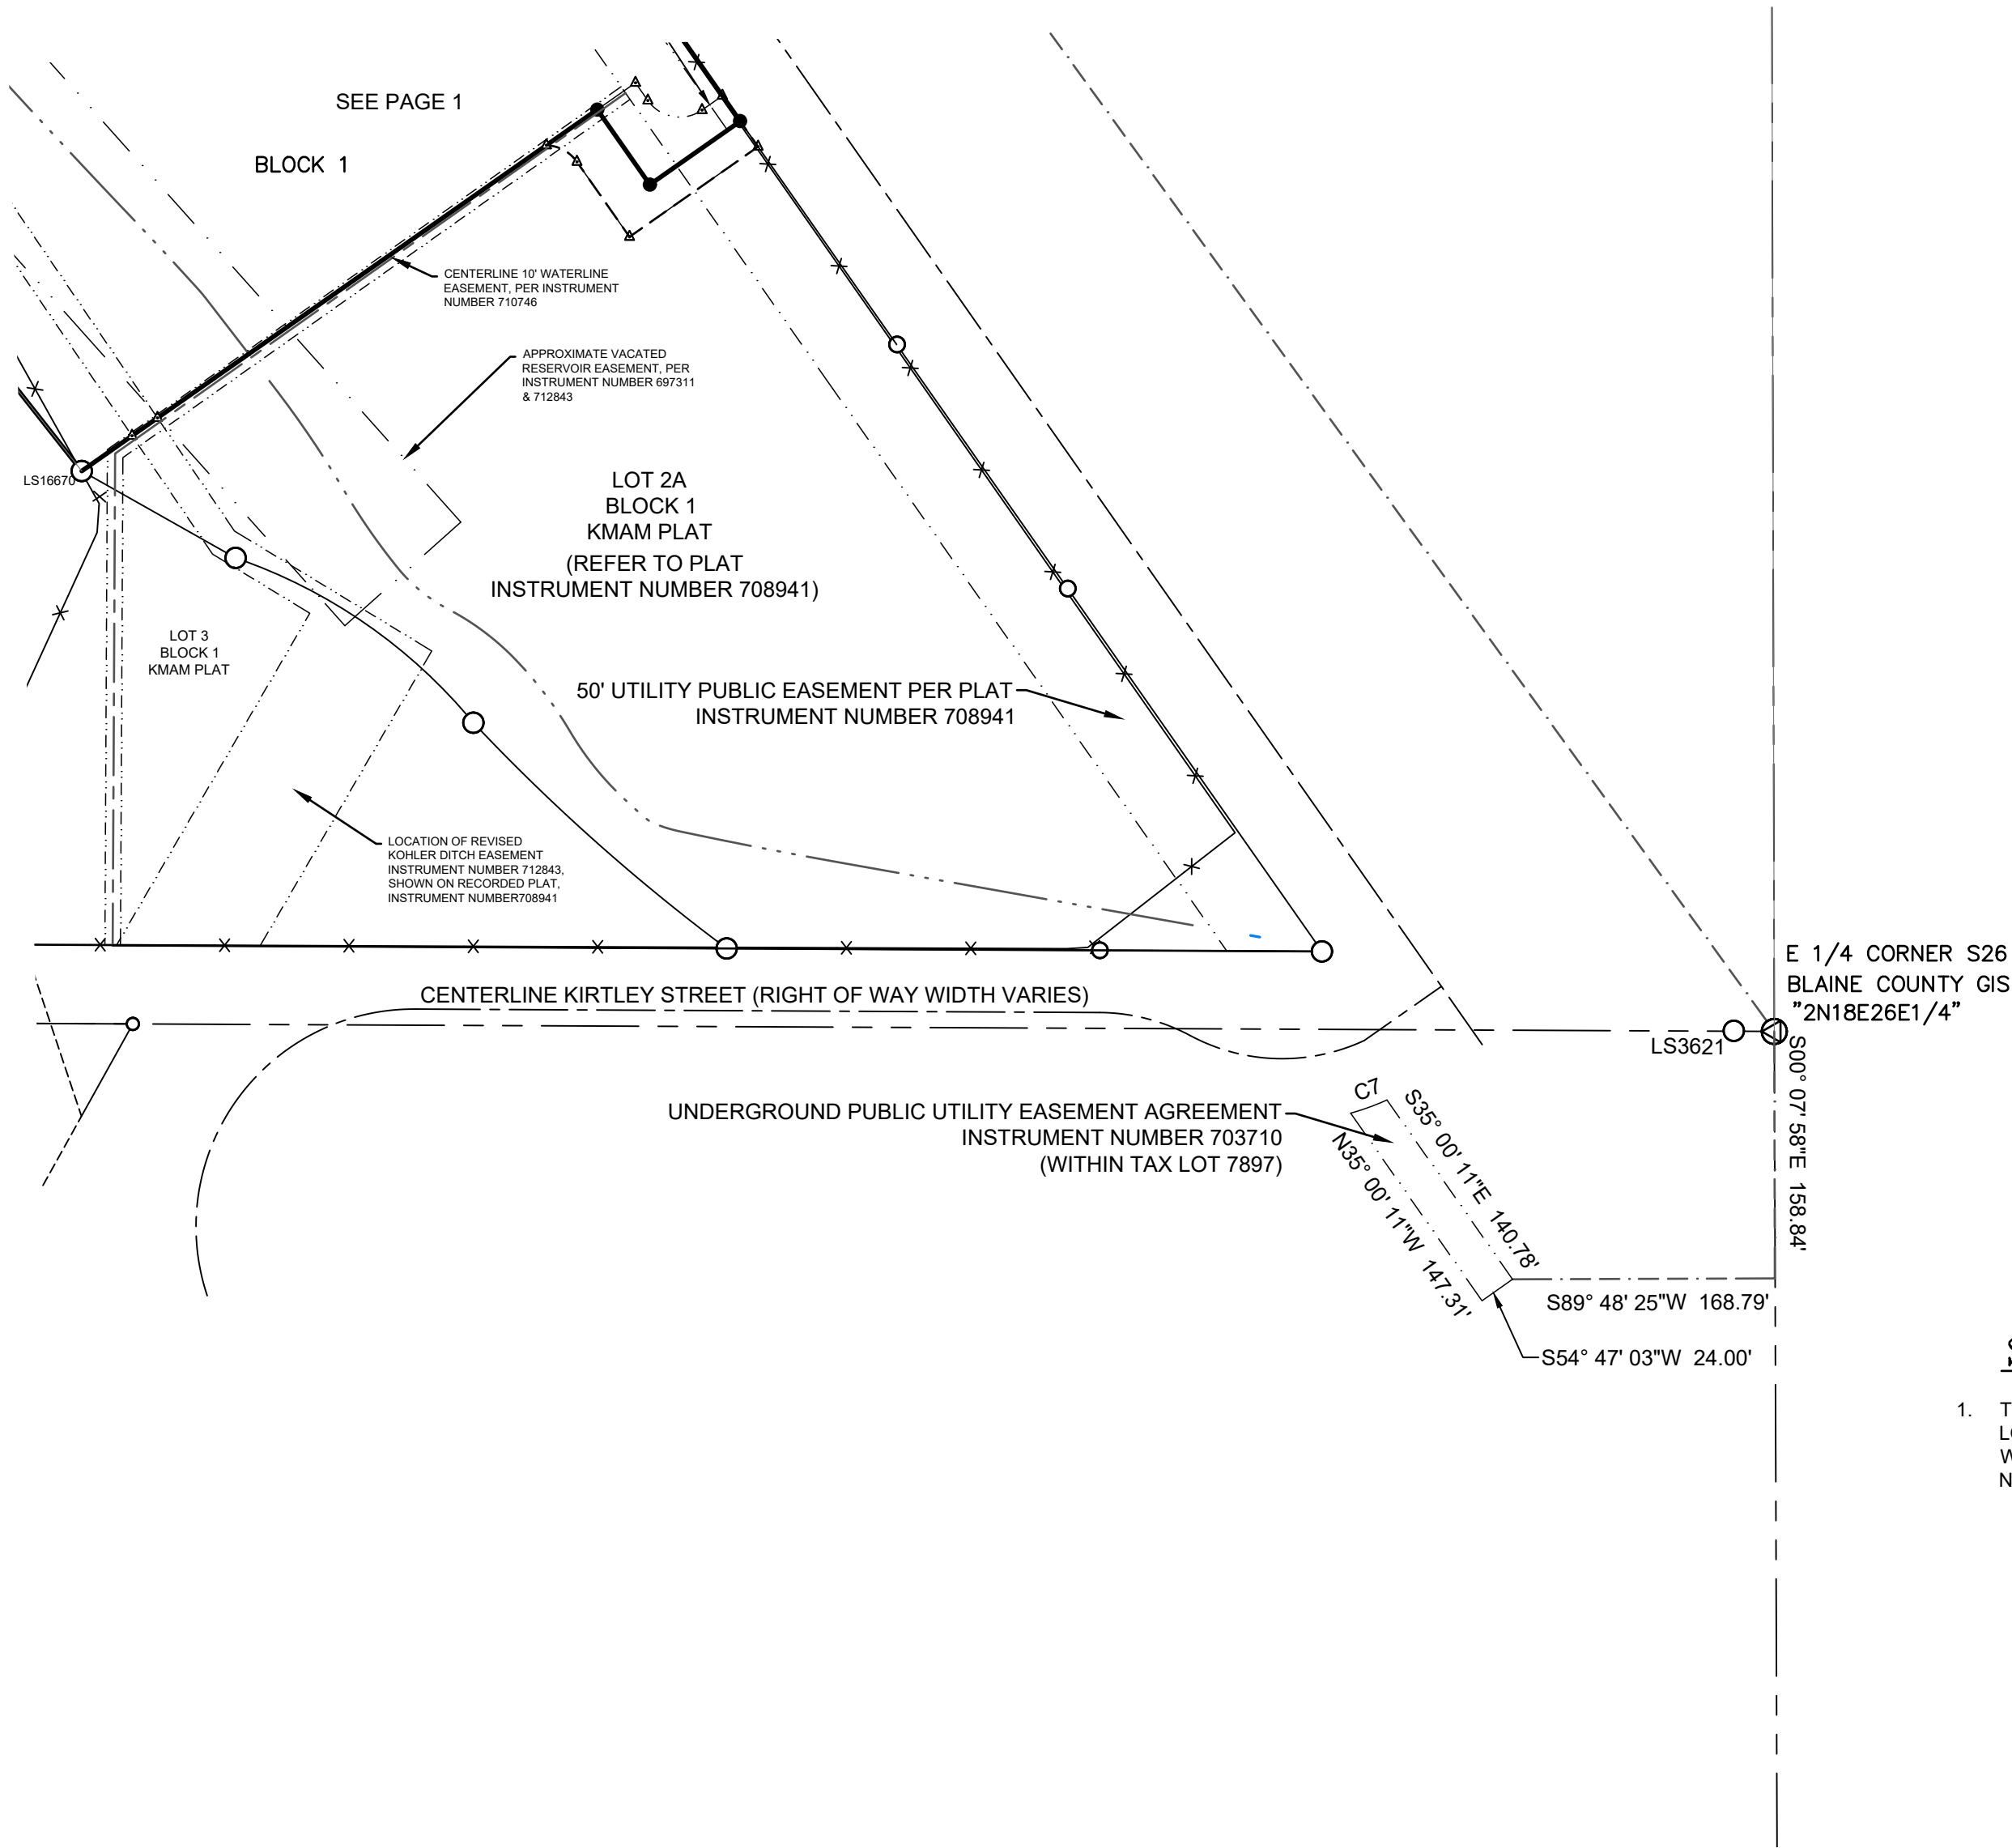 SEE PAGE 1
BLOCK 1
CENTERLINE 10' WATERLINE
EASEMENT, PER INSTRUMENT
NUMBER 710746
APPROXIMATE VACATED
RESERVOIR EASEMENT, PER
INSTRUMENT NUMBER 697311
& 712843
LS16670
LOT 2A
BLOCK 1
KMAM PLAT
(REFER TO PLAT
INSTRUMENT NUMBER 708941)
LOT 3
BLOCK 1
KMAM PLAT
50' UTILITY PUBLIC EASEMENT PER PLAT
INSTRUMENT NUMBER 708941
LOCATION OF REVISED
KOHLER DITCH EASEMENT
INSTRUMENT NUMBER 712843,
SHOWN ON RECORDED PLAT,
INSTRUMENT NUMBER708941
E 1/4 CORNER S26
BLAINE COUNTY GIS
"2N18E26E1/4"
CENTERLINE KIRTLEY STREET (RIGHT OF WAY WIDTH VARIES)
LS3621
S00° 07' 58"E 158.84'
C7
S35° 00' 11"E 140.78'
N35° 00' 11"W 147.31'
UNDERGROUND PUBLIC UTILITY EASEMENT AGREEMENT
INSTRUMENT NUMBER 703710
(WITHIN TAX LOT 7897)
S89° 48' 25"W 168.79'
S54° 47' 03"W 24.00'
1.